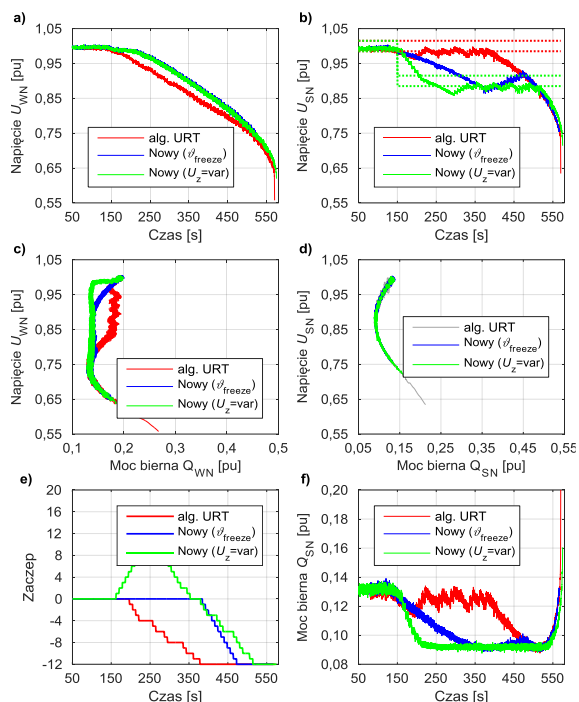 a)
Napięcie U_WN [pu]
1,05
0,95
0,85
0,75
0,65
0,55
alg. URT
Nowy (ϑ_freeze)
Nowy (U_z=var)
50 150 250 350 450 550
Czas [s]
b)
Napięcie U_SN [pu]
1,05
0,95
0,85
0,75
0,65
0,55
alg. URT
Nowy (ϑ_freeze)
Nowy (U_z=var)
50 150 250 350 450 550
Czas [s]
c)
Napięcie U_WN [pu]
1,05
0,95
0,85
0,75
0,65
0,55
alg. URT
Nowy (ϑ_freeze)
Nowy (U_z=var)
0,1 0,2 0,3 0,4 0,5
Moc bierna Q_WN [pu]
d)
Napięcie U_SN [pu]
1,05
0,95
0,85
0,75
0,65
0,55
alg. URT
Nowy (ϑ_freeze)
Nowy (U_z=var)
0,05 0,15 0,25 0,35 0,45 0,55
Moc bierna Q_SN [pu]
e)
Zaczep
20
16
12
8
4
0
-4
-8
-12
alg. URT
Nowy (ϑ_freeze)
Nowy (U_z=var)
50 150 250 350 450 550
Czas [s]
f)
Moc bierna Q_SN [pu]
0,20
0,18
0,16
0,14
0,12
0,10
0,08
alg. URT
Nowy (ϑ_freeze)
Nowy (U_z=var)
50 150 250 350 450 550
Czas [s]